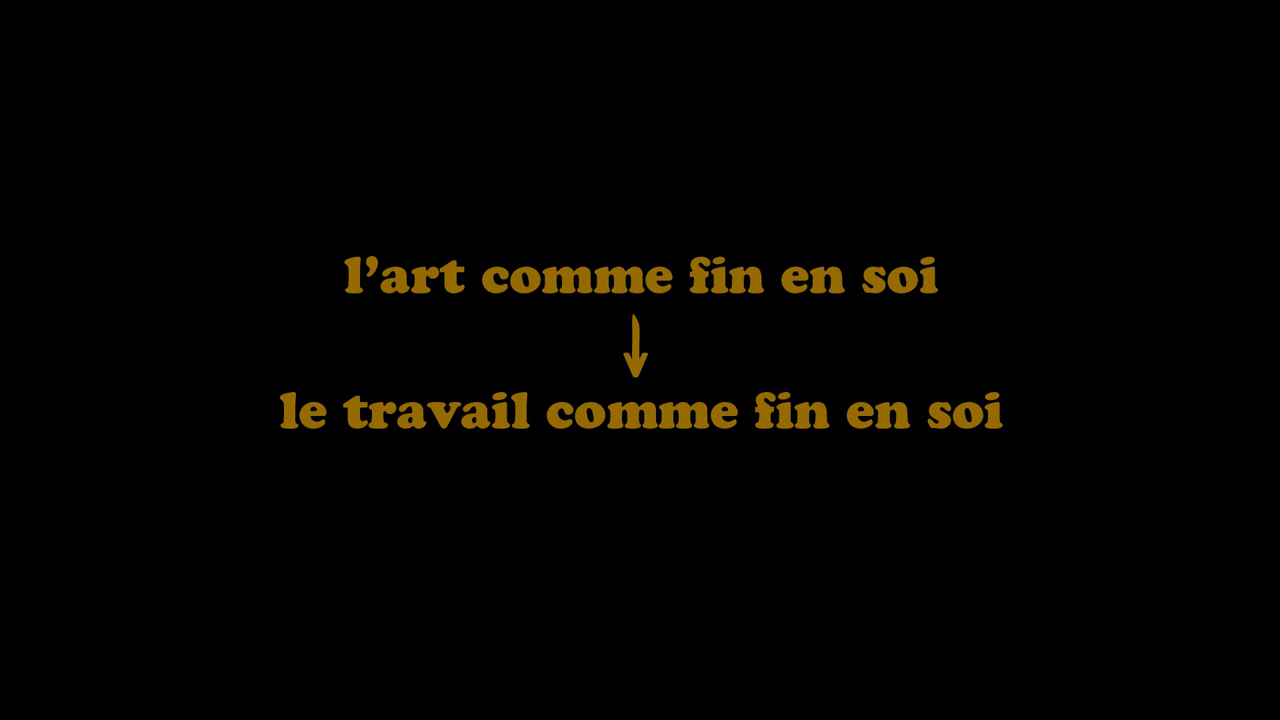 l’art comme fin en soi
↓
le travail comme fin en soi